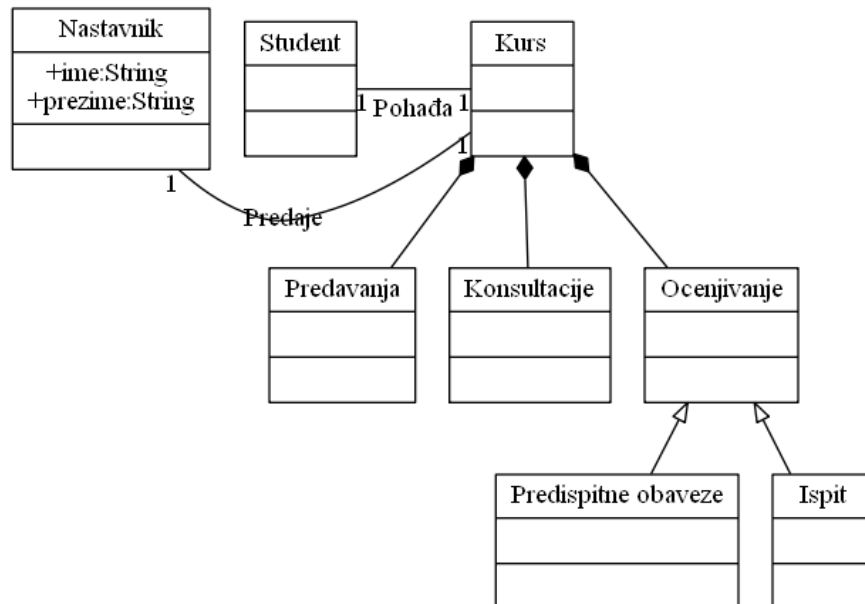 Nastavnik
+ime:String
+prezime:String
Student
Kurs
1
Pohađa
1
1
1
Predaje
Predavanja
Konsultacije
Ocenjivanje
Predispitne obaveze
Ispit